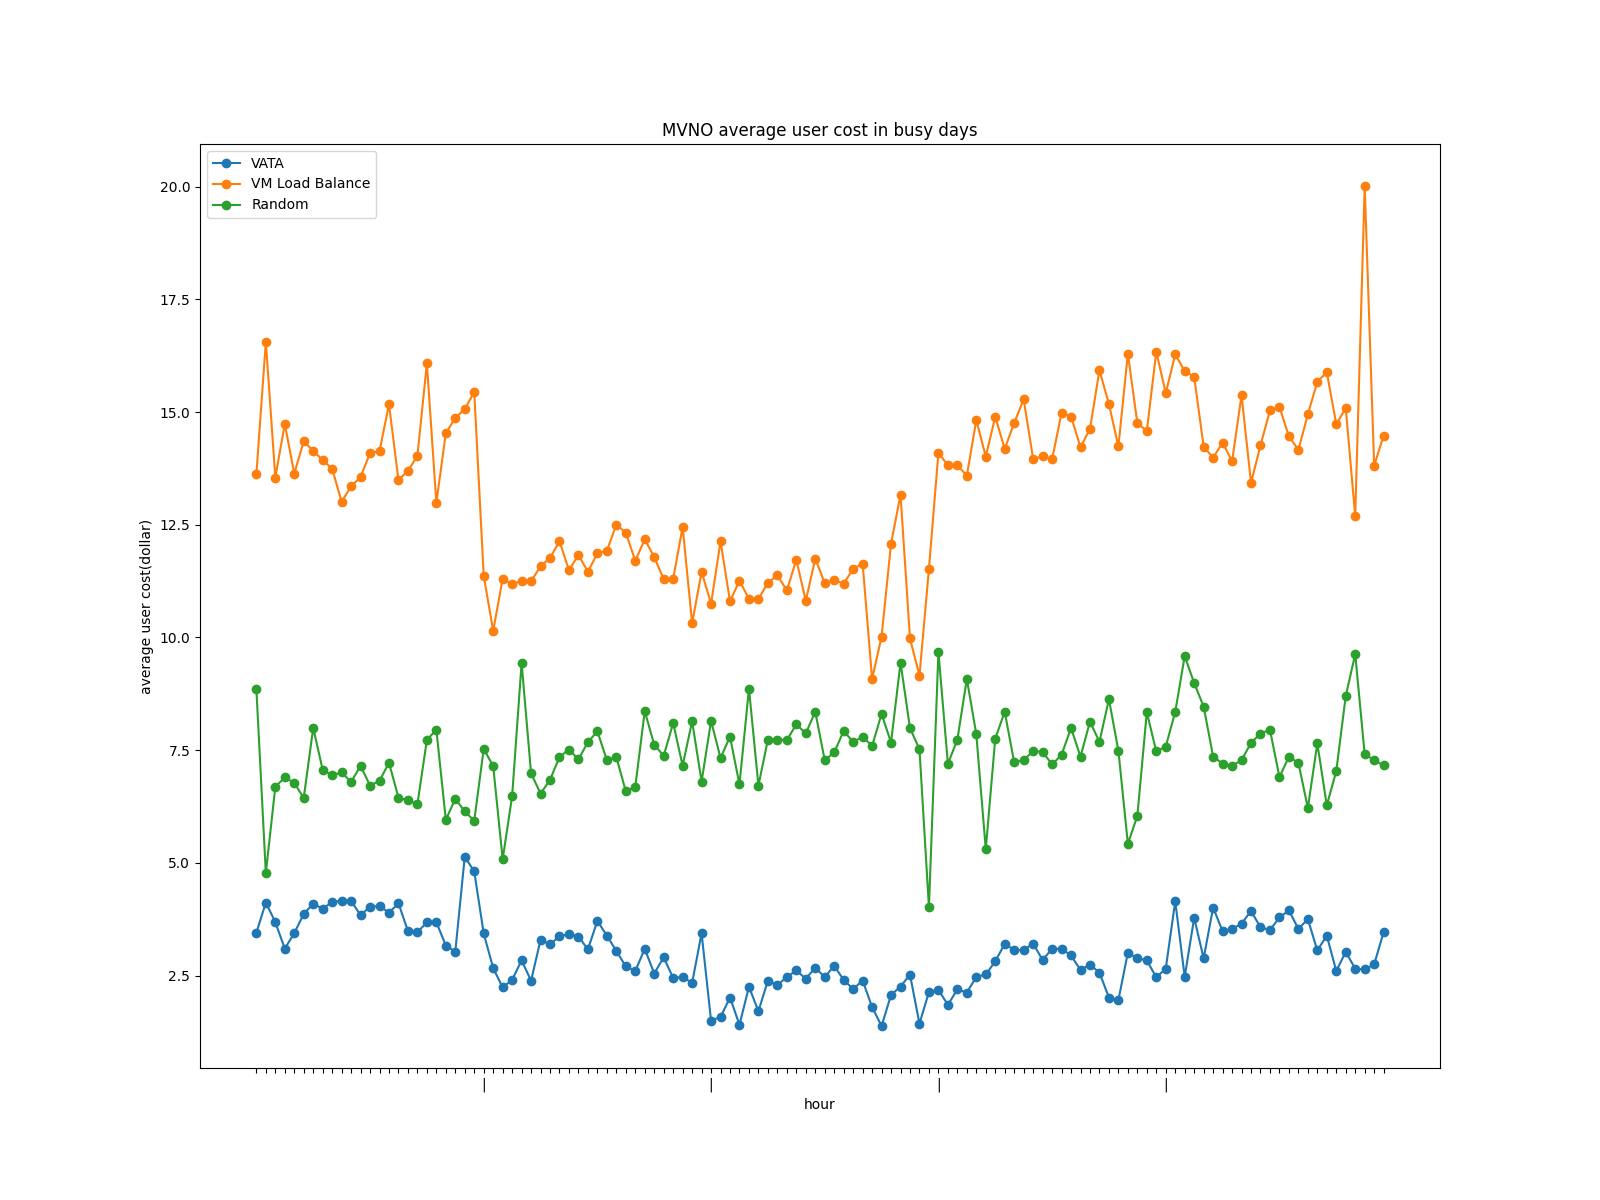 MVNO average user cost in busy days
VATA
VM Load Balance
Random
20.0
17.5
15.0
12.5
10.0
7.5
5.0
2.5
average user cost(dollar)
| | | |
hour